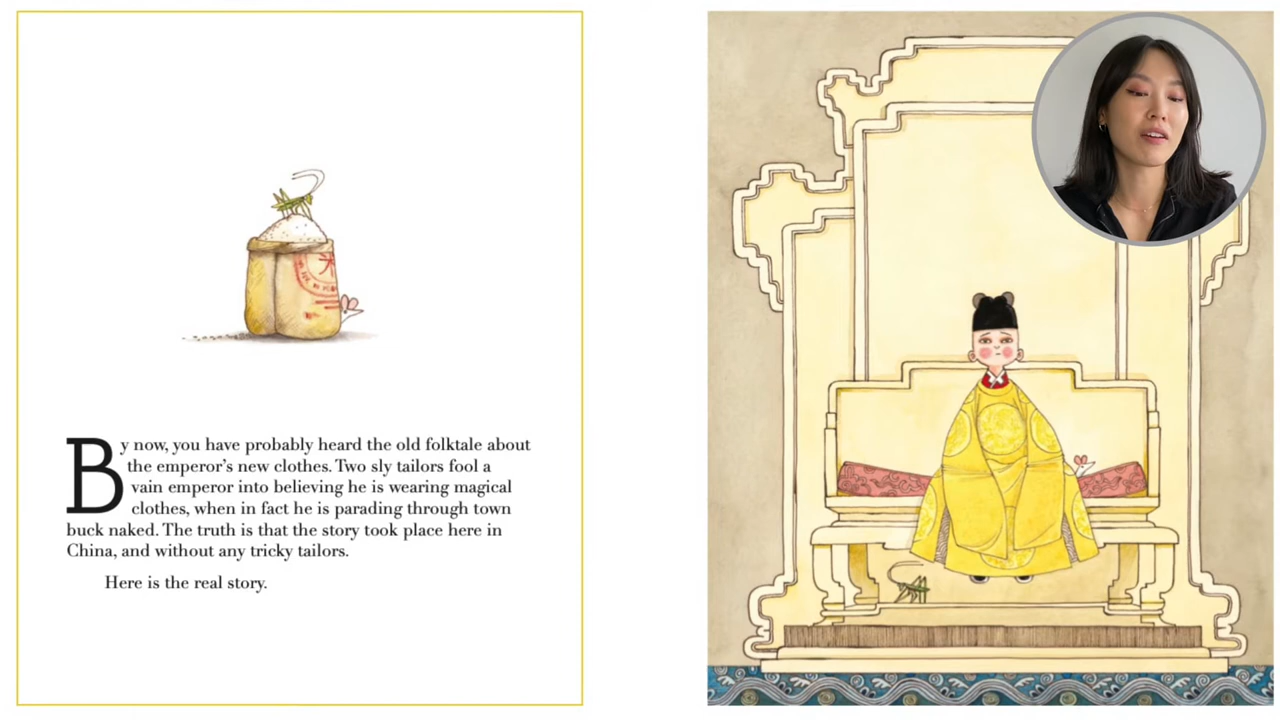 By now, you have probably heard the old folktale about
the emperor's new clothes. Two sly tailors fool a
vain emperor into believing he is wearing magical
clothes, when in fact he is parading through town
buck naked. The truth is that the story took place here in
China, and without any tricky tailors.
Here is the real story.